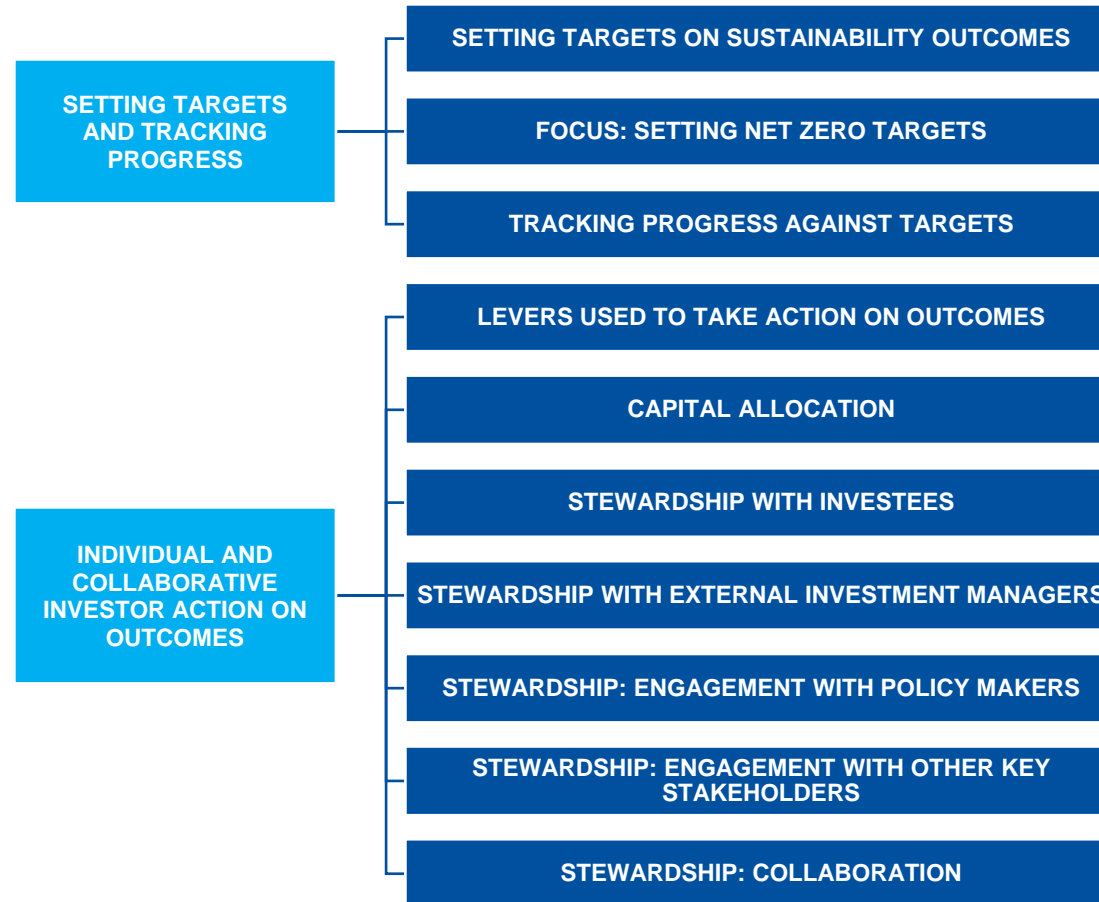 SETTING TARGETS
AND TRACKING
PROGRESS
SETTING TARGETS ON SUSTAINABILITY OUTCOMES
FOCUS: SETTING NET ZERO TARGETS
TRACKING PROGRESS AGAINST TARGETS
INDIVIDUAL AND
COLLABORATIVE
INVESTOR ACTION ON
OUTCOMES
LEVERS USED TO TAKE ACTION ON OUTCOMES
CAPITAL ALLOCATION
STEWARDSHIP WITH INVESTEES
STEWARDSHIP WITH EXTERNAL INVESTMENT MANAGERS
STEWARDSHIP: ENGAGEMENT WITH POLICY MAKERS
STEWARDSHIP: ENGAGEMENT WITH OTHER KEY
STAKEHOLDERS
STEWARDSHIP: COLLABORATION